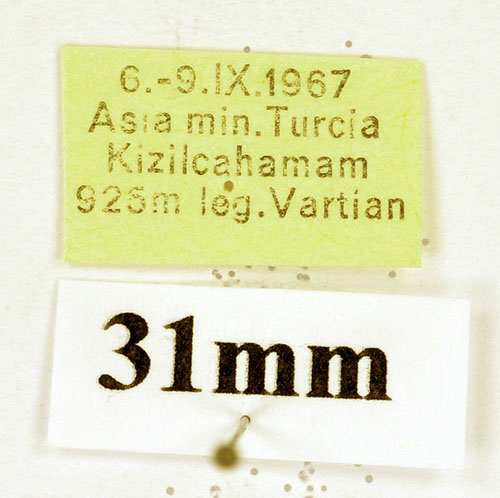 6.-9.IX.1967
Asia min.Turcia
Kizilcahamam
925m leg.Vartian
31mm